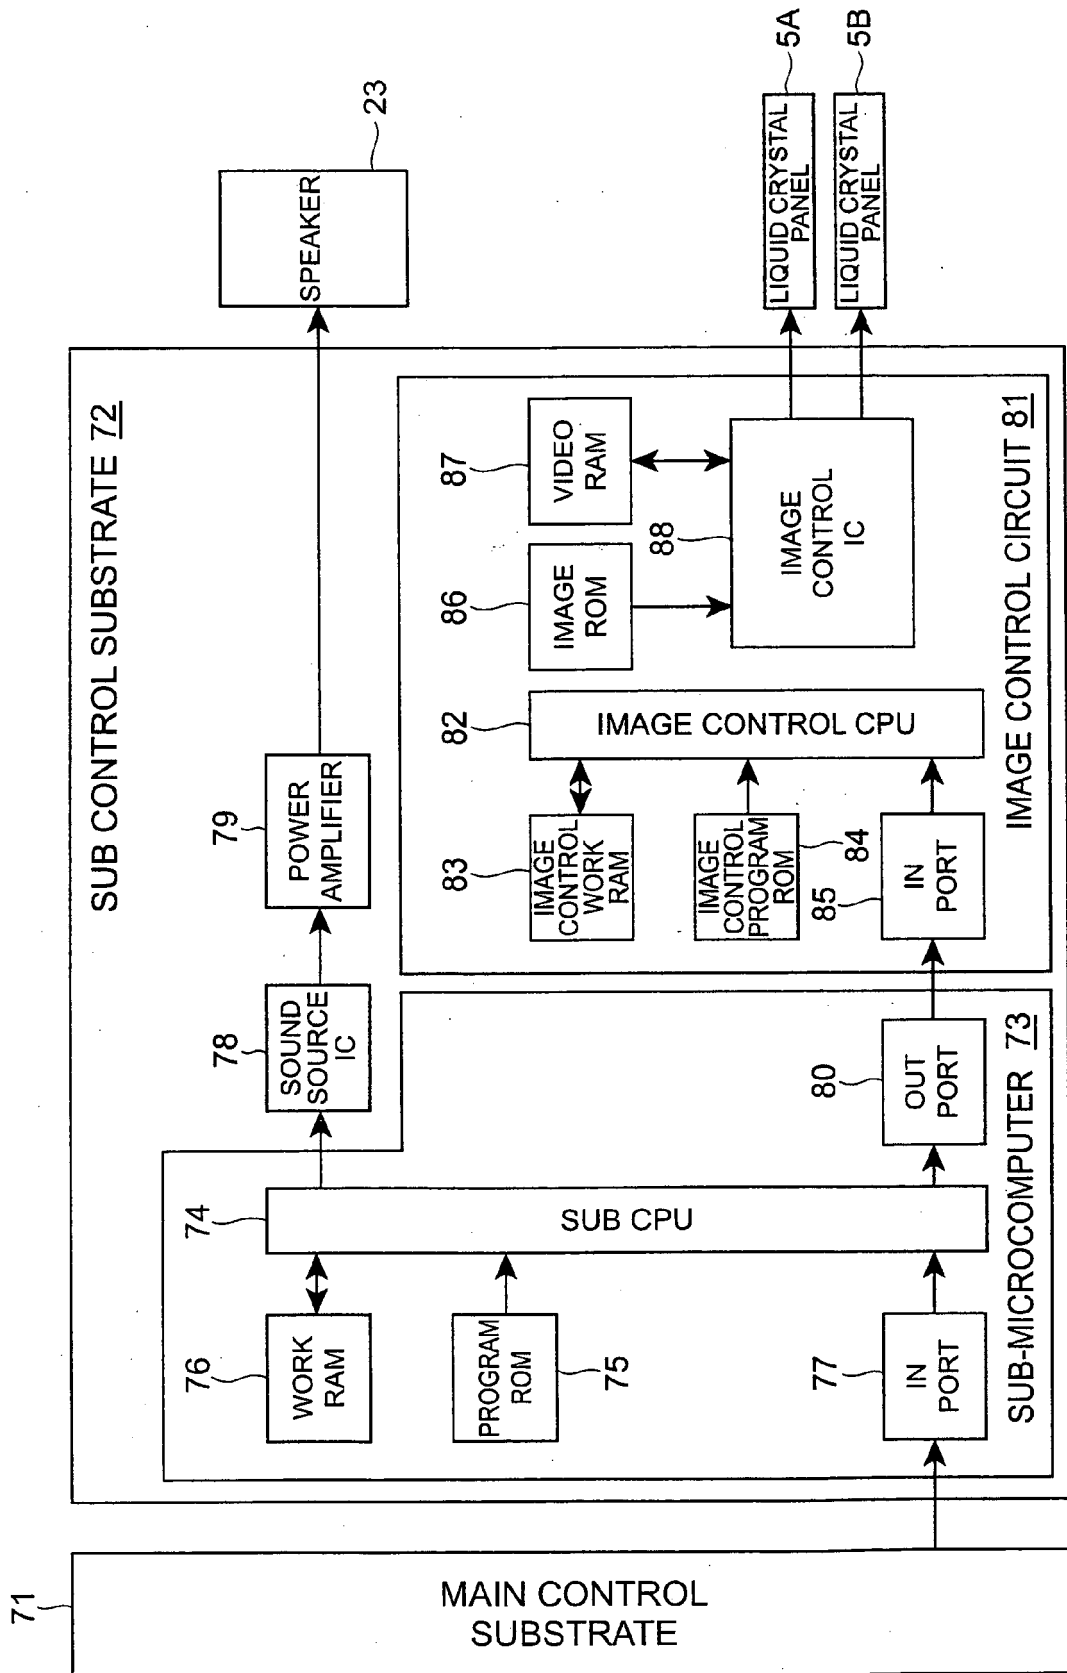 71
MAIN CONTROL
SUBSTRATE
SUB CONTROL SUBSTRATE 72
SUB-MICROCOMPUTER 73
76
WORK
RAM
75
PROGRAM
ROM
77
IN
PORT
74
SUB CPU
80
OUT
PORT
78
SOUND
SOURCE
IC
79
POWER
AMPLIFIER
23
SPEAKER
IMAGE CONTROL CIRCUIT 81
83
IMAGE
CONTROL
WORK
RAM
84
IMAGE
CONTROL
PROGRAM
ROM
85
IN
PORT
82
IMAGE CONTROL CPU
86
IMAGE
ROM
87
VIDEO
RAM
88
IMAGE
CONTROL
IC
5A
LIQUID CRYSTAL
PANEL
5B
LIQUID CRYSTAL
PANEL